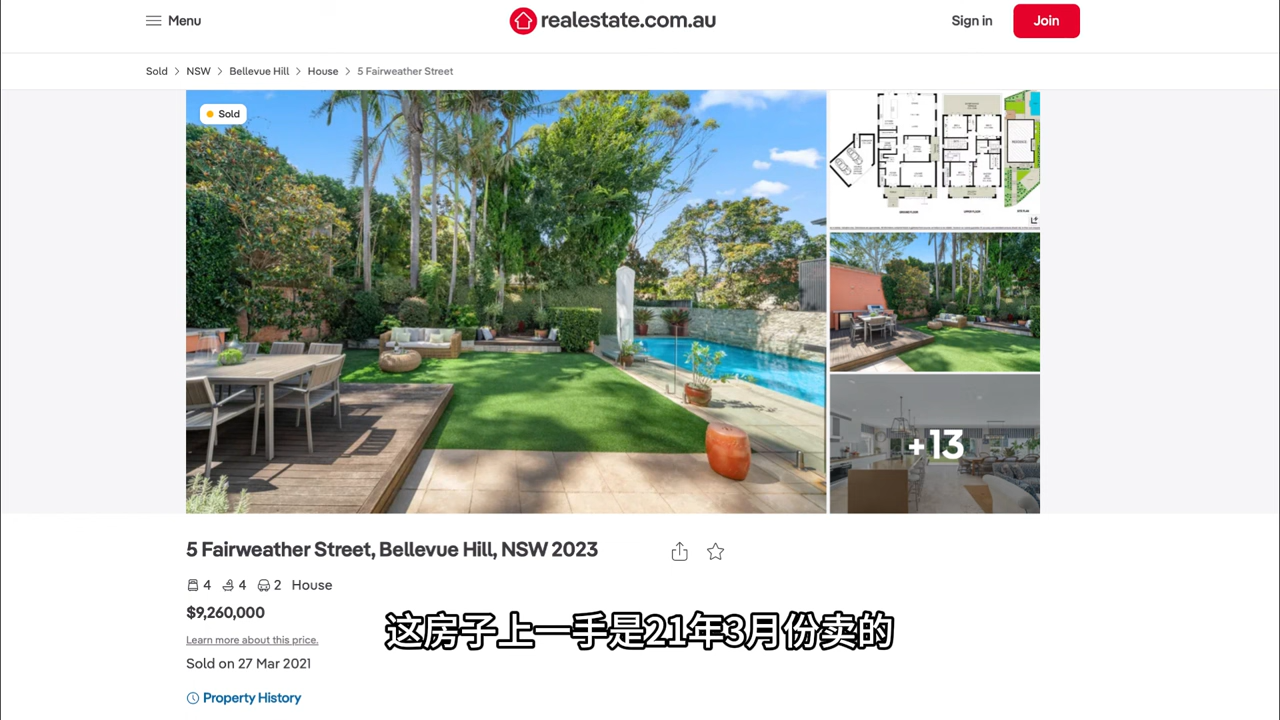 Menu
realestate.com.au
Sign in
Join
Sold > NSW > Bellevue Hill > House > 5 Fairweather Street
Sold
+13
5 Fairweather Street, Bellevue Hill, NSW 2023
4 4 2 House
$9,260,000
这房子上一手是21年3月份卖的
Learn more about this price.
Sold on 27 Mar 2021
Property History